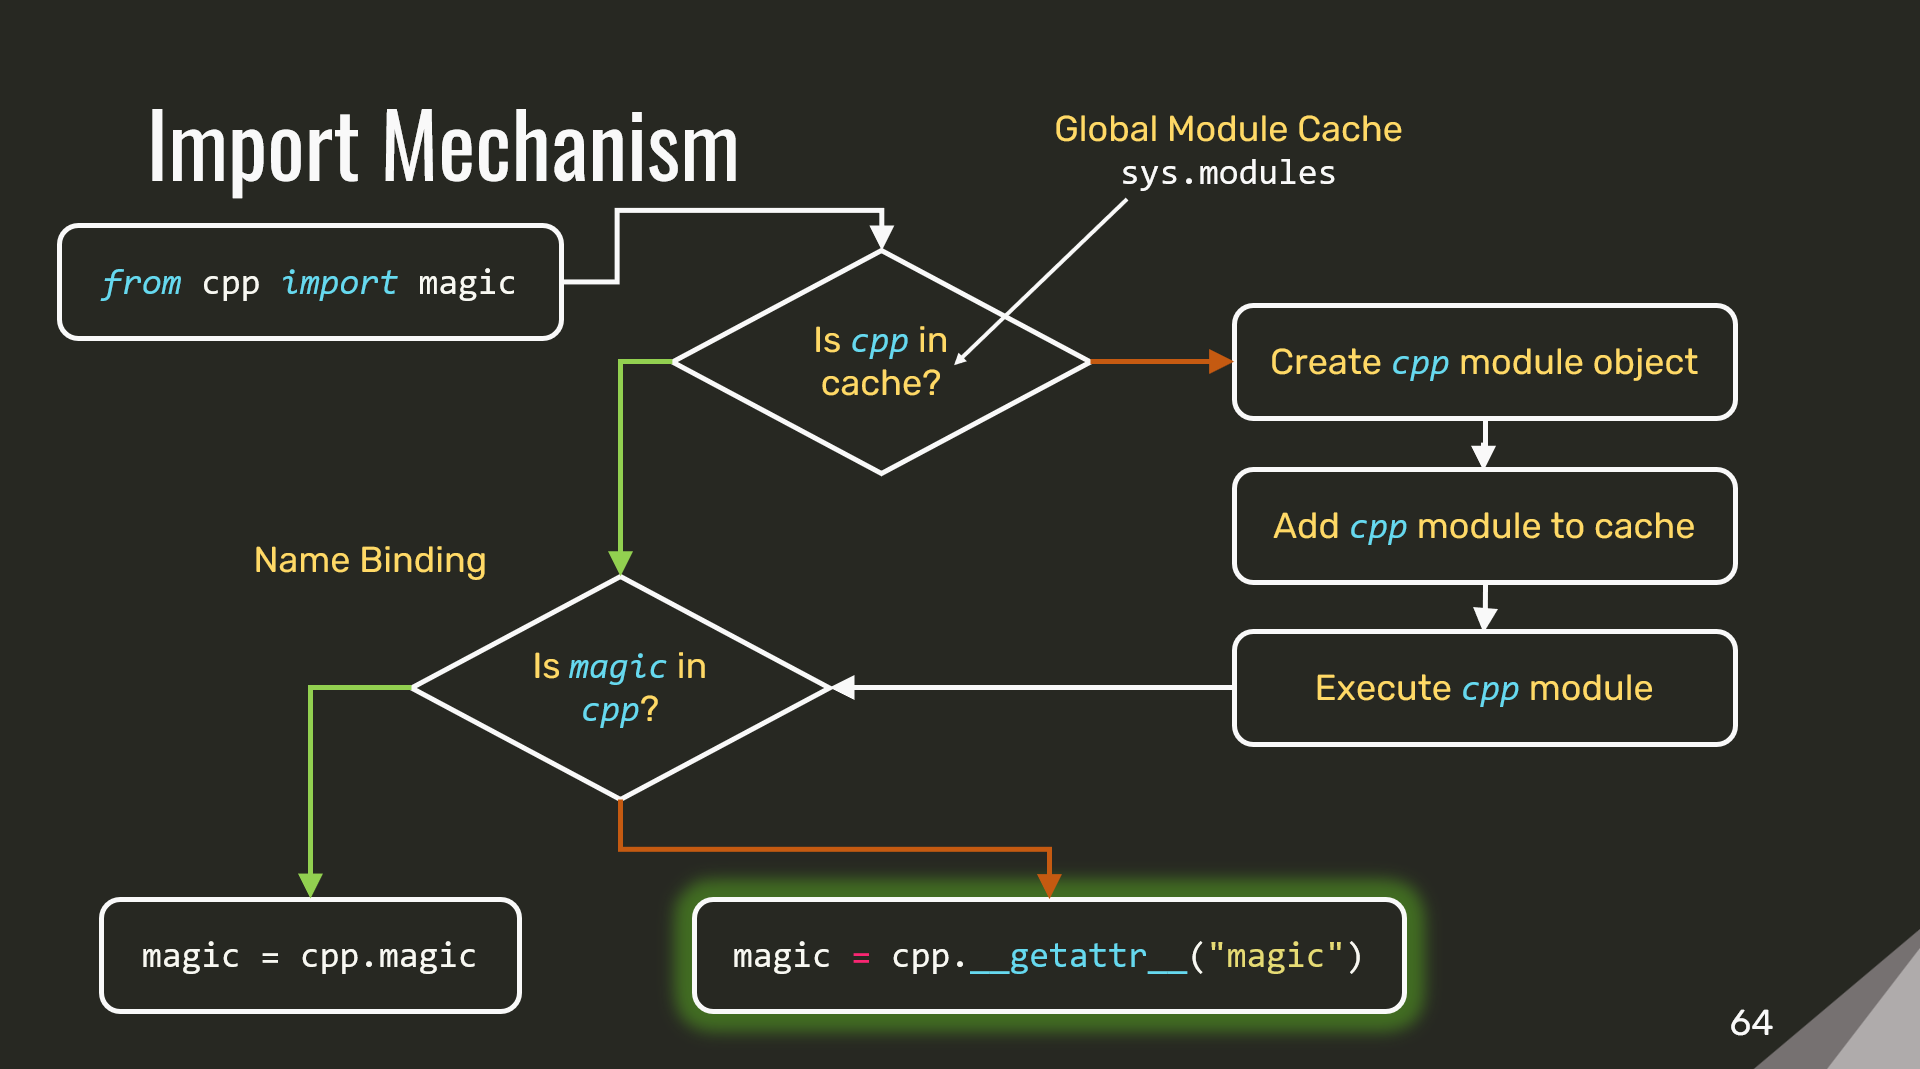 Import Mechanism
Global Module Cache
sys.modules
from cpp import magic
Is cpp in
cache?
Create cpp module object
Add cpp module to cache
Name Binding
Is magic in
cpp?
Execute cpp module
magic = cpp.magic
magic = cpp.__getattr__("magic")
64